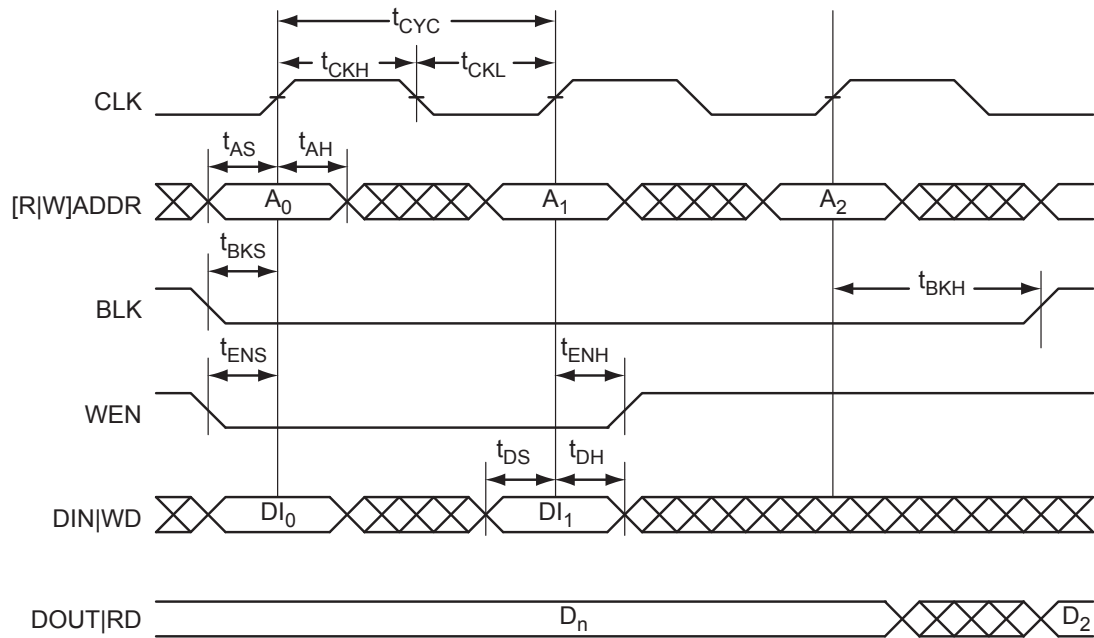 tCYC
tCKH tCKL
CLK
tAS tAH
[R|W]ADDR A0 A1 A2
tBKS
tBKH
BLK
tENS tENH
WEN
tDS tDH
DIN|WD DI0 DI1
DOUT|RD Dn D2